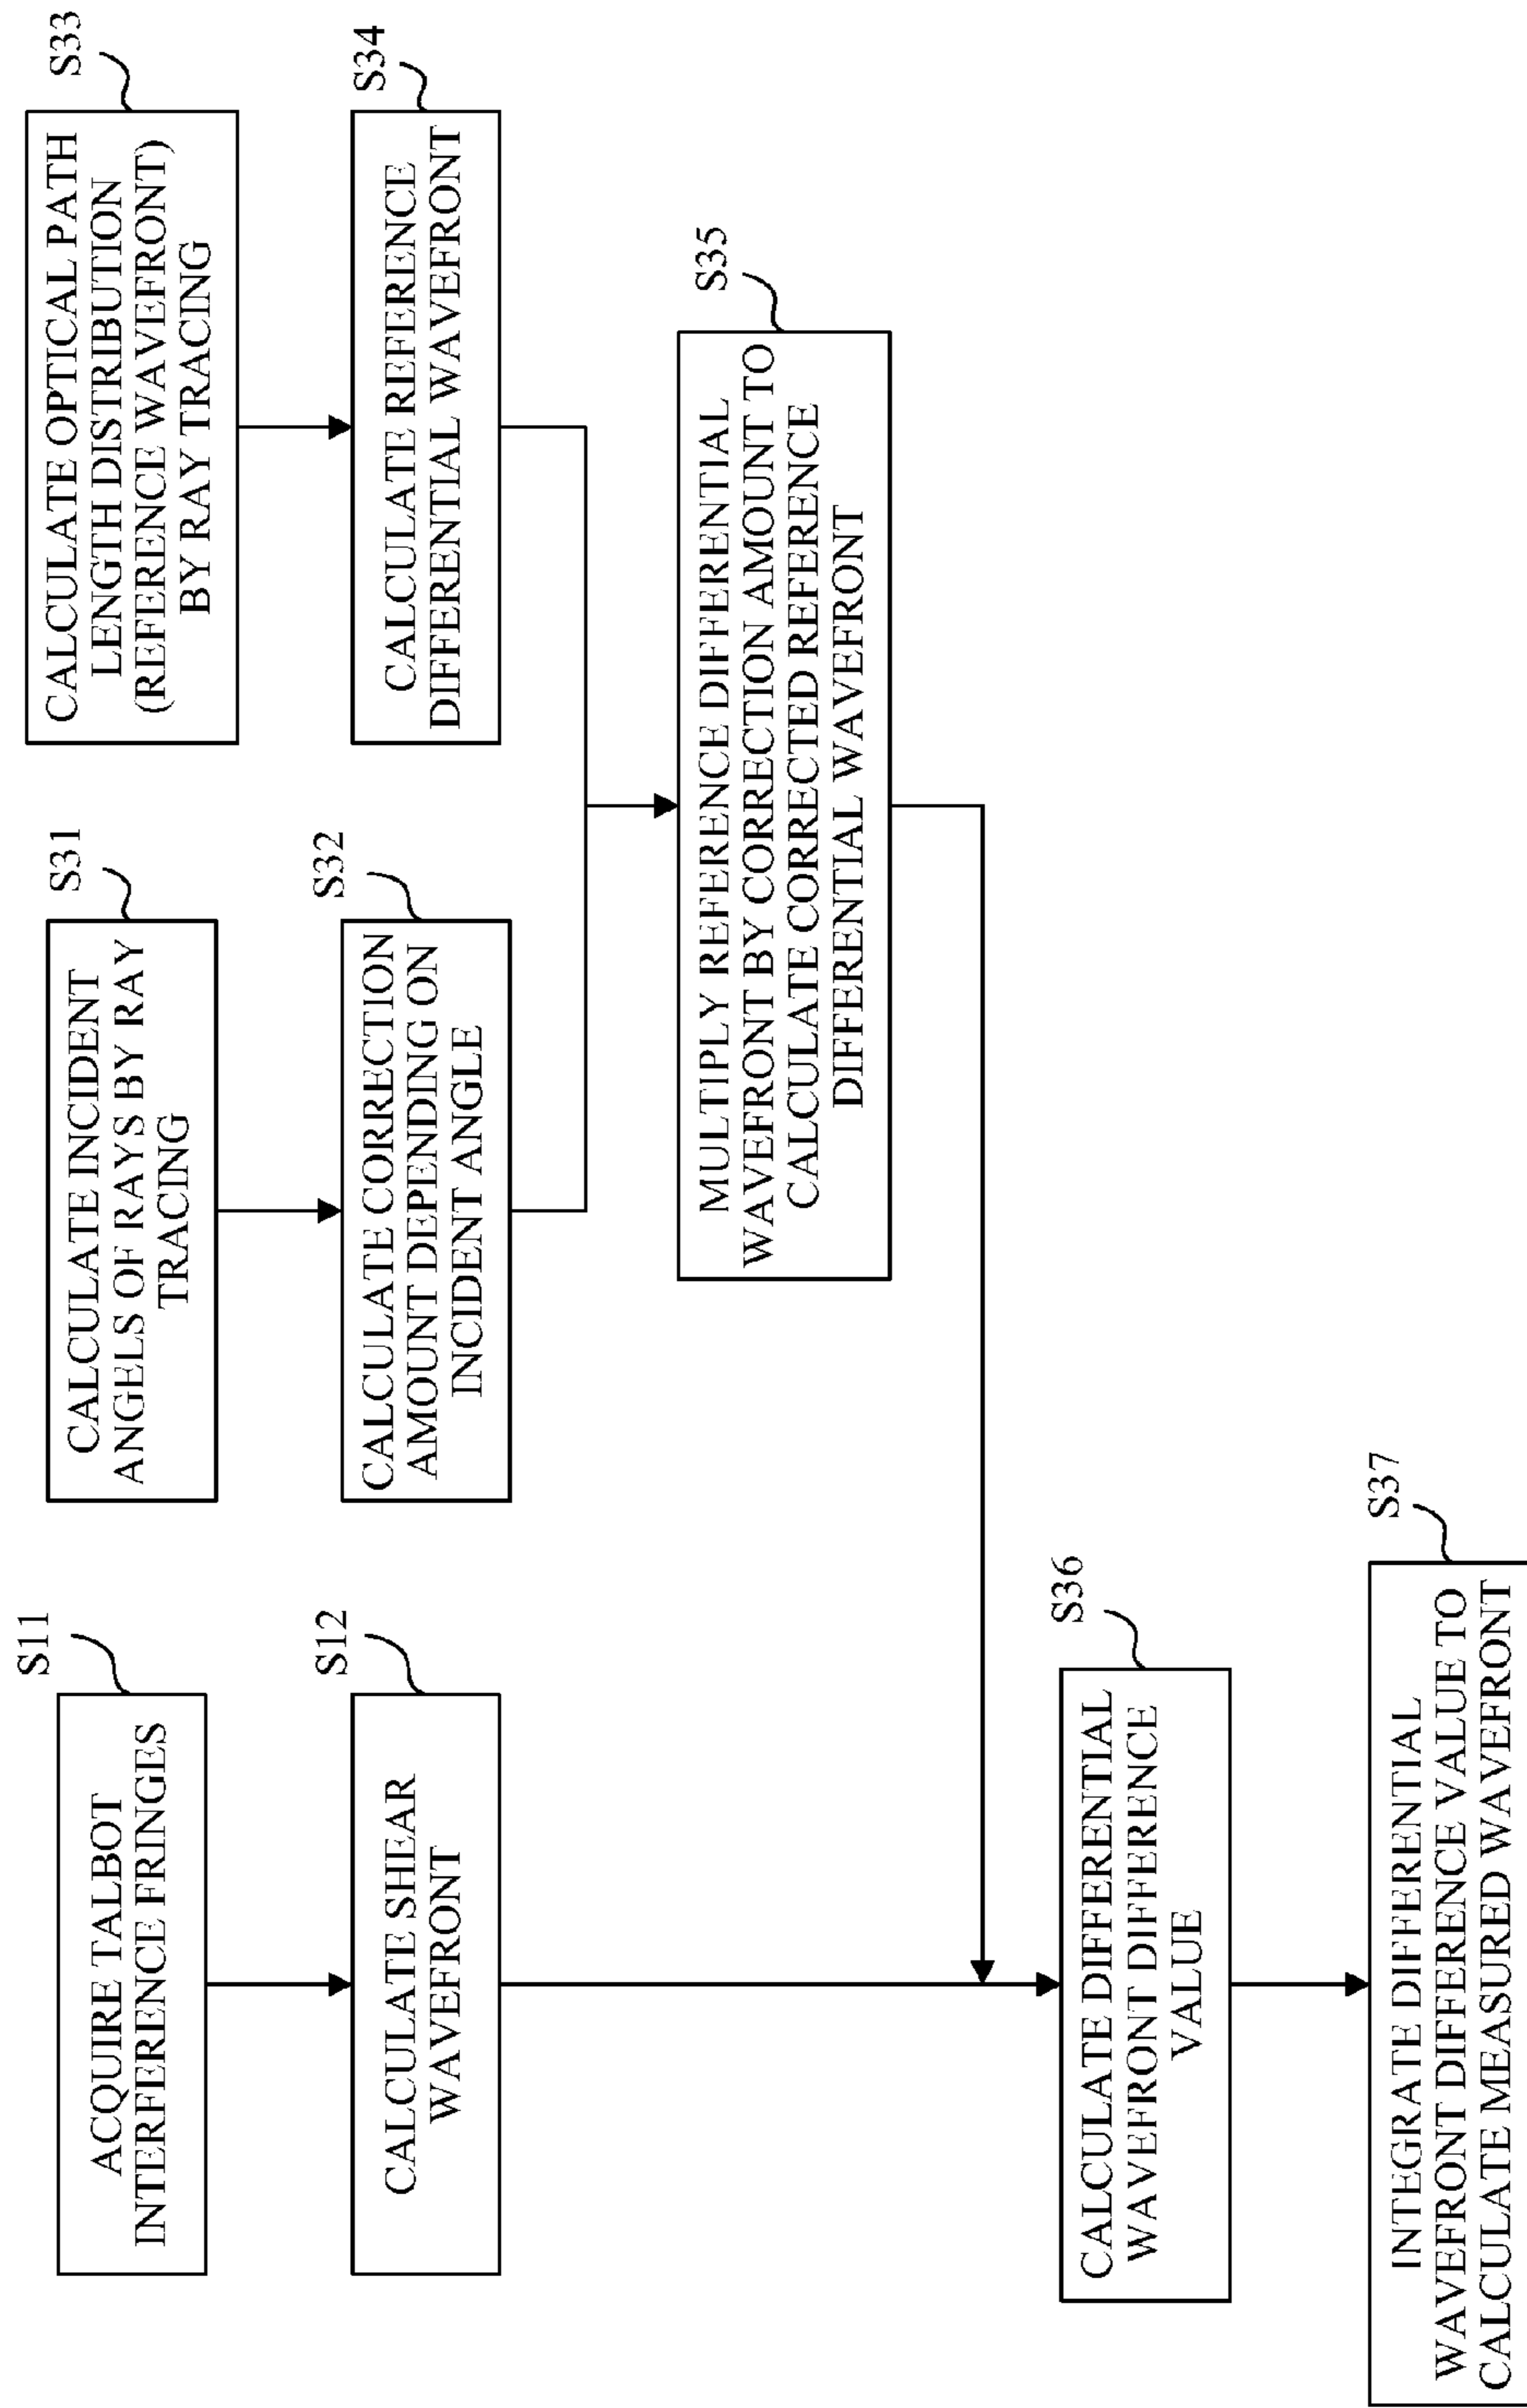 S11
ACQUIRE TALBOT
INTERFERENCE FRINGES
S12
CALCULATE SHEAR
WAVEFRONT
S31
CALCULATE INCIDENT
ANGELS OF RAYS BY RAY
TRACING
S32
CALCULATE CORRECTION
AMOUNT DEPENDING ON
INCIDENT ANGLE
S33
CALCULATE OPTICAL PATH
LENGTH DISTRIBUTION
(REFERENCE WAVEFRONT)
BY RAY TRACING
S34
CALCULATE REFERENCE
DIFFERENTIAL WAVEFRONT
S35
MULTIPLY REFERENCE DIFFERENTIAL
WAVEFRONT BY CORRECTION AMOUNT TO
CALCULATE CORRECTED REFERENCE
DIFFERENTIAL WAVEFRONT
S36
CALCULATE DIFFERENTIAL
WAVEFRONT DIFFERENCE
VALUE
S37
INTEGRATE DIFFERENTIAL
WAVEFRONT DIFFERENCE VALUE TO
CALCULATE MEASURED WAVEFRONT